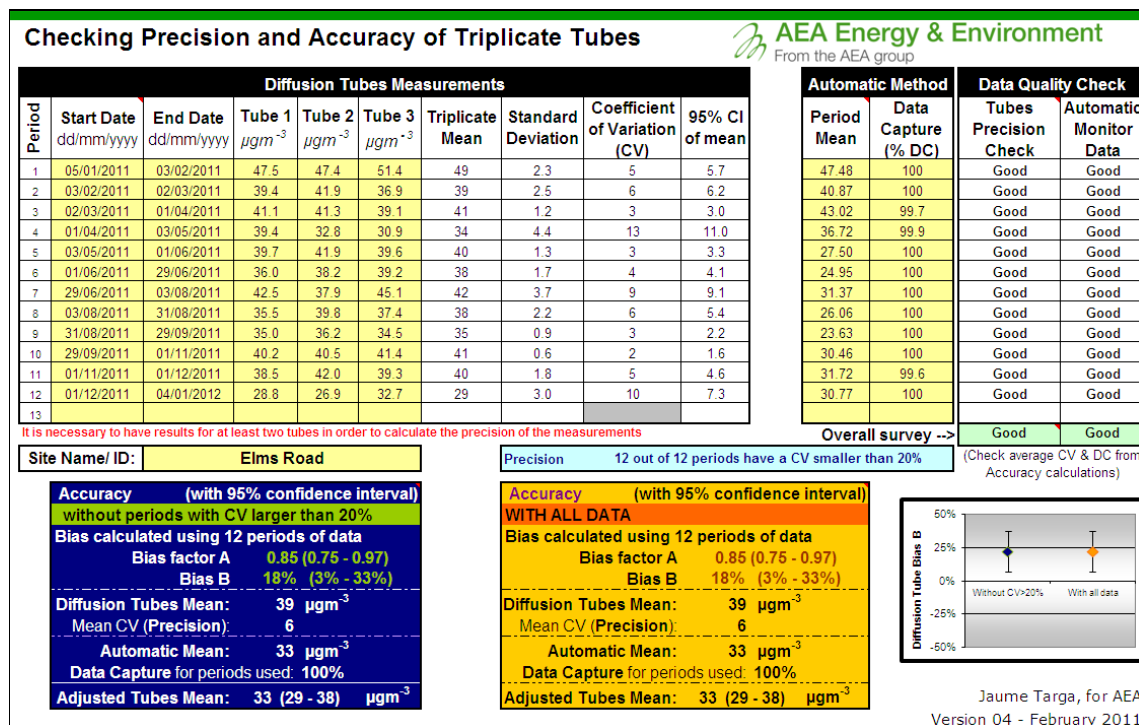 Checking Precision and Accuracy of Triplicate Tubes
AEA Energy & Environment
From the AEA group
Diffusion Tubes Measurements
Automatic Method
Data Quality Check
Period Start Date dd/mm/yyyy End Date dd/mm/yyyy Tube 1 µgm⁻³ Tube 2 µgm⁻³ Tube 3 µgm⁻³ Triplicate Mean Standard Deviation Coefficient of Variation (CV) 95% CI of mean Period Mean Data Capture (% DC) Tubes Precision Check Automatic Monitor Data
1 05/01/2011 03/02/2011 47.5 47.4 51.4 49 2.3 5 5.7 47.48 100 Good Good
2 03/02/2011 02/03/2011 39.4 41.9 36.9 39 2.5 6 6.2 40.87 100 Good Good
3 02/03/2011 01/04/2011 41.1 41.3 39.1 41 1.2 3 3.0 43.02 99.7 Good Good
4 01/04/2011 03/05/2011 39.4 32.8 30.9 34 4.4 13 11.0 36.72 99.9 Good Good
5 03/05/2011 01/06/2011 39.7 41.9 39.6 40 1.3 3 3.3 27.50 100 Good Good
6 01/06/2011 29/06/2011 36.0 38.2 39.2 38 1.7 4 4.1 24.95 100 Good Good
7 29/06/2011 03/08/2011 42.5 37.9 45.1 42 3.7 9 9.1 31.37 100 Good Good
8 03/08/2011 31/08/2011 35.5 39.8 37.4 38 2.2 6 5.4 26.06 100 Good Good
9 31/08/2011 29/09/2011 35.0 36.2 34.5 35 0.9 3 2.2 23.63 100 Good Good
10 29/09/2011 01/11/2011 40.2 40.5 41.4 41 0.6 2 1.6 30.46 100 Good Good
11 01/11/2011 01/12/2011 38.5 42.0 39.3 40 1.8 5 4.6 31.72 99.6 Good Good
12 01/12/2011 04/01/2012 28.8 26.9 32.7 29 3.0 10 7.3 30.77 100 Good Good
13
It is necessary to have results for at least two tubes in order to calculate the precision of the measurements
Overall survey --> Good Good
Site Name/ ID: Elms Road
Precision 12 out of 12 periods have a CV smaller than 20%
(Check average CV & DC from Accuracy calculations)
Accuracy (with 95% confidence interval)
without periods with CV larger than 20%
Bias calculated using 12 periods of data
Bias factor A 0.85 (0.75 - 0.97)
Bias B 18% (3% - 33%)
Diffusion Tubes Mean: 39 µgm⁻³
Mean CV (Precision): 6
Automatic Mean: 33 µgm⁻³
Data Capture for periods used: 100%
Adjusted Tubes Mean: 33 (29 - 38) µgm⁻³
Accuracy (with 95% confidence interval)
WITH ALL DATA
Bias calculated using 12 periods of data
Bias factor A 0.85 (0.75 - 0.97)
Bias B 18% (3% - 33%)
Diffusion Tubes Mean: 39 µgm⁻³
Mean CV (Precision): 6
Automatic Mean: 33 µgm⁻³
Data Capture for periods used: 100%
Adjusted Tubes Mean: 33 (29 - 38) µgm⁻³
Diffusion Tube Bias B
50%
25%
0%
Without CV>20% With all data
-25%
-50%
Jaume Targa, for AEA
Version 04 - February 2011